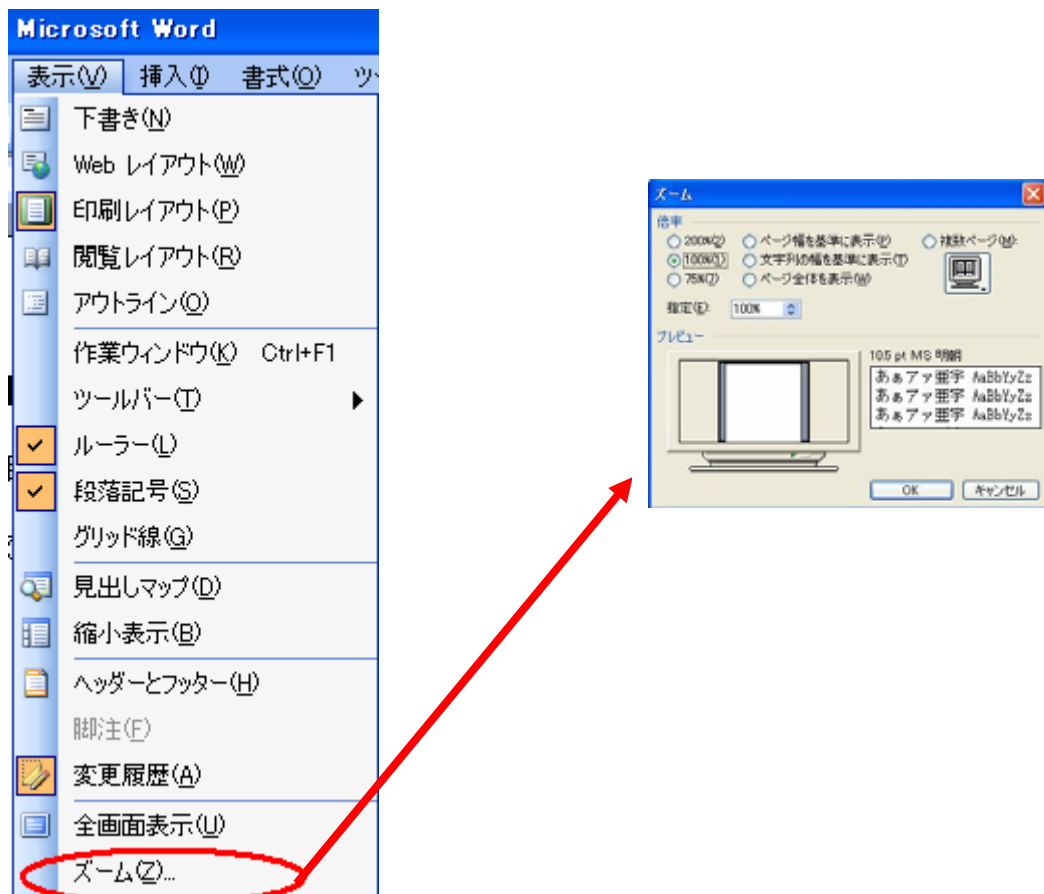 Microsoft Word
表示(V) 挿入(I) 書式(O) ツ
下書き(N)
Web レイアウト(W)
印刷レイアウト(P)
閲覧レイアウト(R)
アウトライン(O)
作業ウィンドウ(K) Ctrl+F1
ツールバー(T)
ルーラー(L)
段落記号(S)
グリッド線(G)
見出しマップ(D)
縮小表示(B)
ヘッダーとフッター(H)
脚注(F)
変更履歴(A)
全画面表示(U)
ズーム(Z)...
ズーム
倍率
200%(2) ページ幅を基準に表示(P) 複数ページ(M):
100%(1) 文字列の幅を基準に表示(T)
75%(7) ページ全体を表示(W)
指定(E): 100%
プレビュー
10.5 pt MS 明朝
あぁアァ亜宇 AaBbYyZz
あぁアァ亜宇 AaBbYyZz
あぁアァ亜宇 AaBbYyZz
OK キャンセル